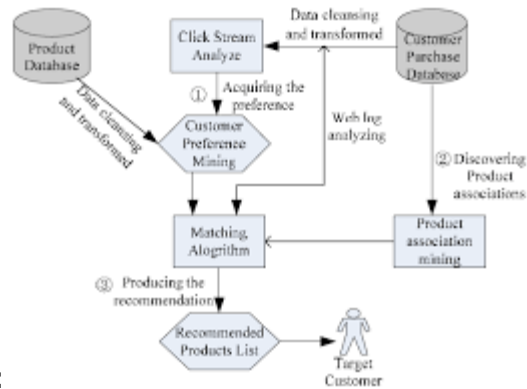 Product
Database
Click Stream
Analyze
Data cleansing
and transformed
Customer
Purchase
Database
①
Acquiring the
preference
Data cleansing
and transformed
Customer
Preference
Mining
Web log
analyzing
② Discovering
Product
associations
Matching
Alogrithm
Product
association
mining
③ Producing the
recommendation
Recommended
Products List
Target
Customer